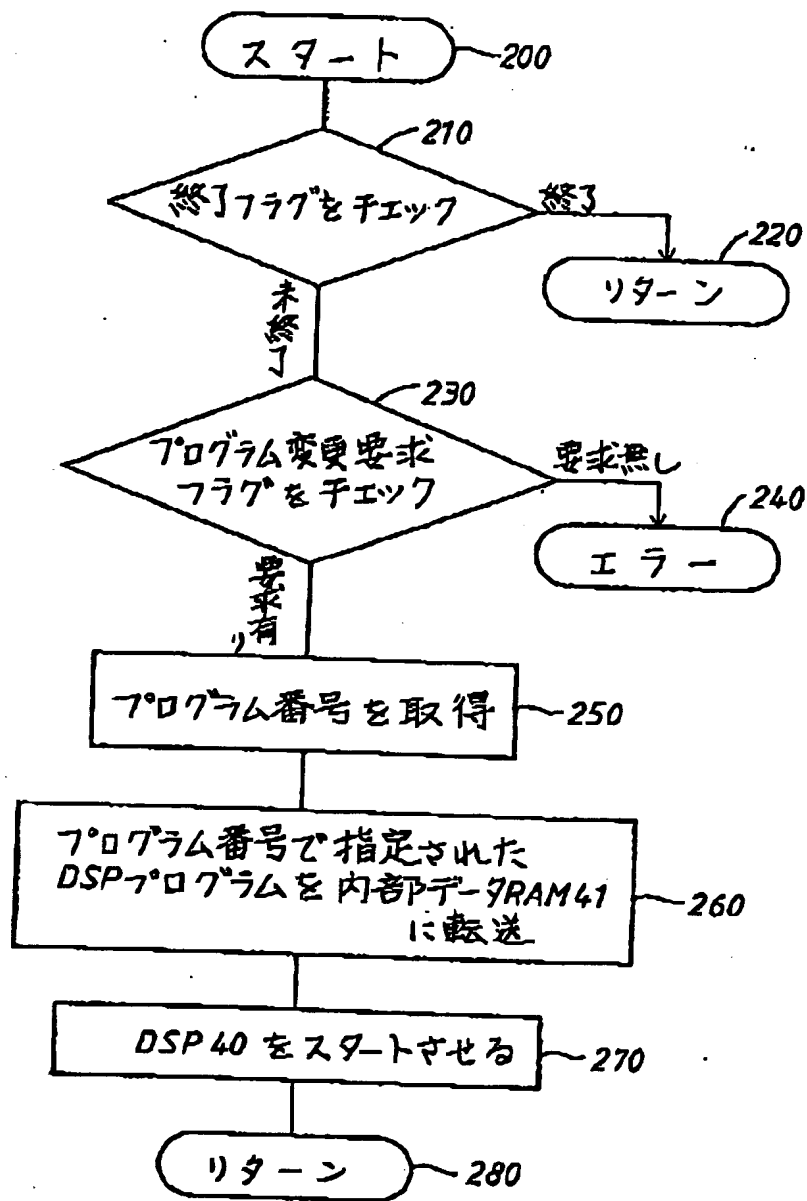 スタート
200
210
終了フラグをチェック
終了
220
リターン
未終了
230
プログラム変更要求
フラグをチェック
要求無し
240
エラー
要求有り
プログラム番号を取得
250
プログラム番号で指定された
DSPプログラムを内部データRAM41
に転送
260
DSP40をスタートさせる
270
リターン
280